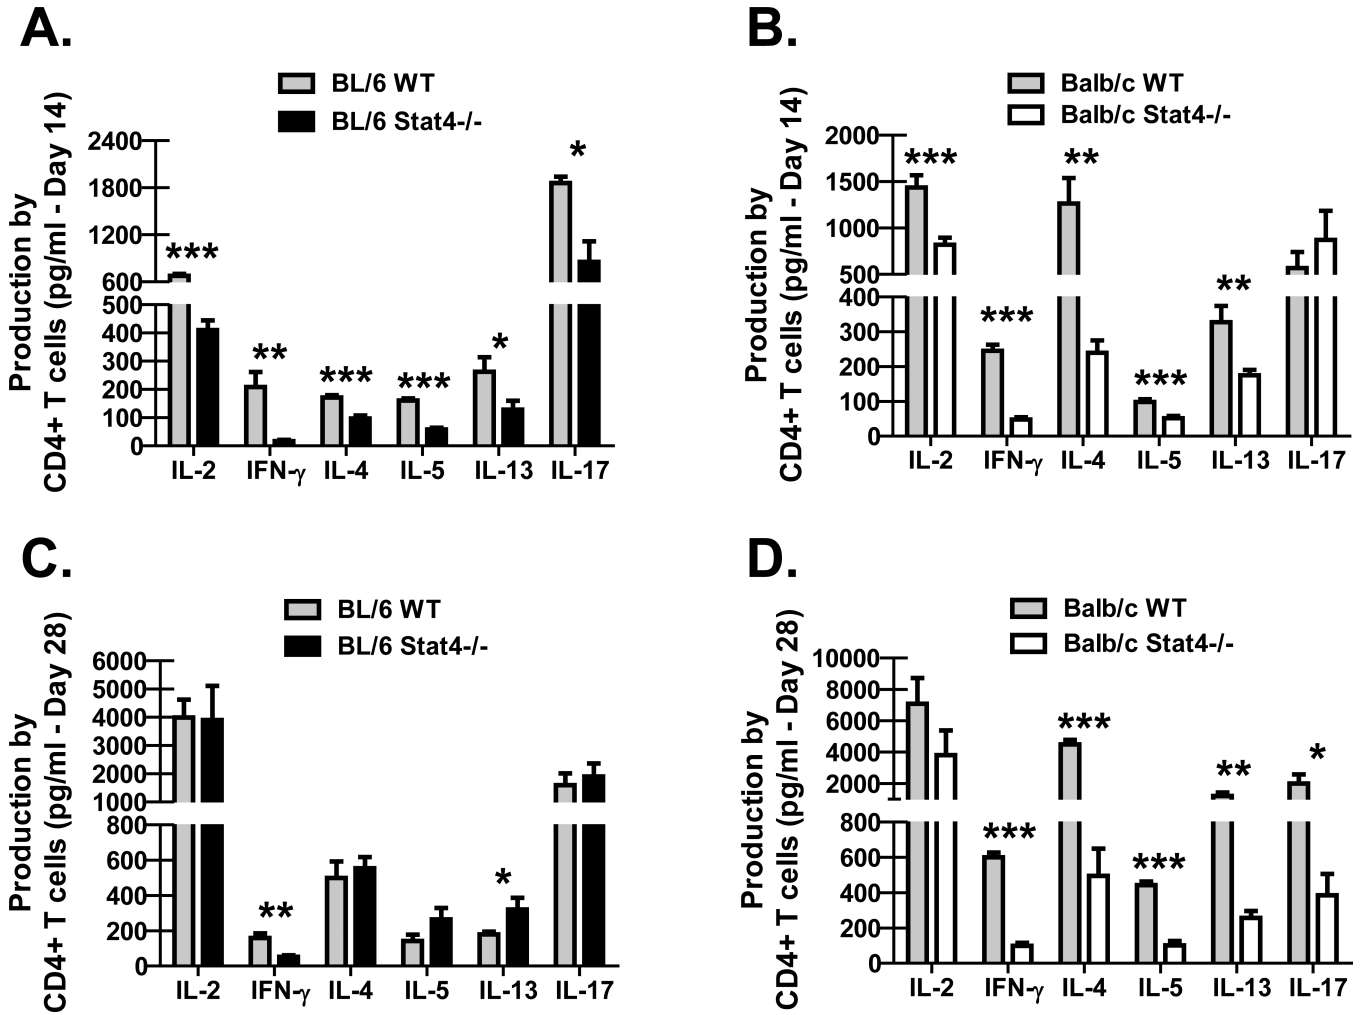 A.
BL/6 WT
BL/6 Stat4-/-
Production by
CD4+ T cells (pg/ml - Day 14)
2400
1800
1200
600
500
400
300
200
100
0
***
**
***
***
*
*
IL-2
IFN-γ
IL-4
IL-5
IL-13
IL-17
B.
Balb/c WT
Balb/c Stat4-/-
Production by
CD4+ T cells (pg/ml - Day 14)
2000
1500
1000
500
400
300
200
100
0
***
***
**
***
**
IL-2
IFN-γ
IL-4
IL-5
IL-13
IL-17
C.
BL/6 WT
BL/6 Stat4-/-
Production by
CD4+ T cells (pg/ml - Day 28)
6000
5000
4000
3000
2000
1000
800
600
400
200
0
**
*
IL-2
IFN-γ
IL-4
IL-5
IL-13
IL-17
D.
Balb/c WT
Balb/c Stat4-/-
Production by
CD4+ T cells (pg/ml - Day 28)
10000
8000
6000
4000
2000
800
600
400
200
0
***
***
***
**
*
IL-2
IFN-γ
IL-4
IL-5
IL-13
IL-17